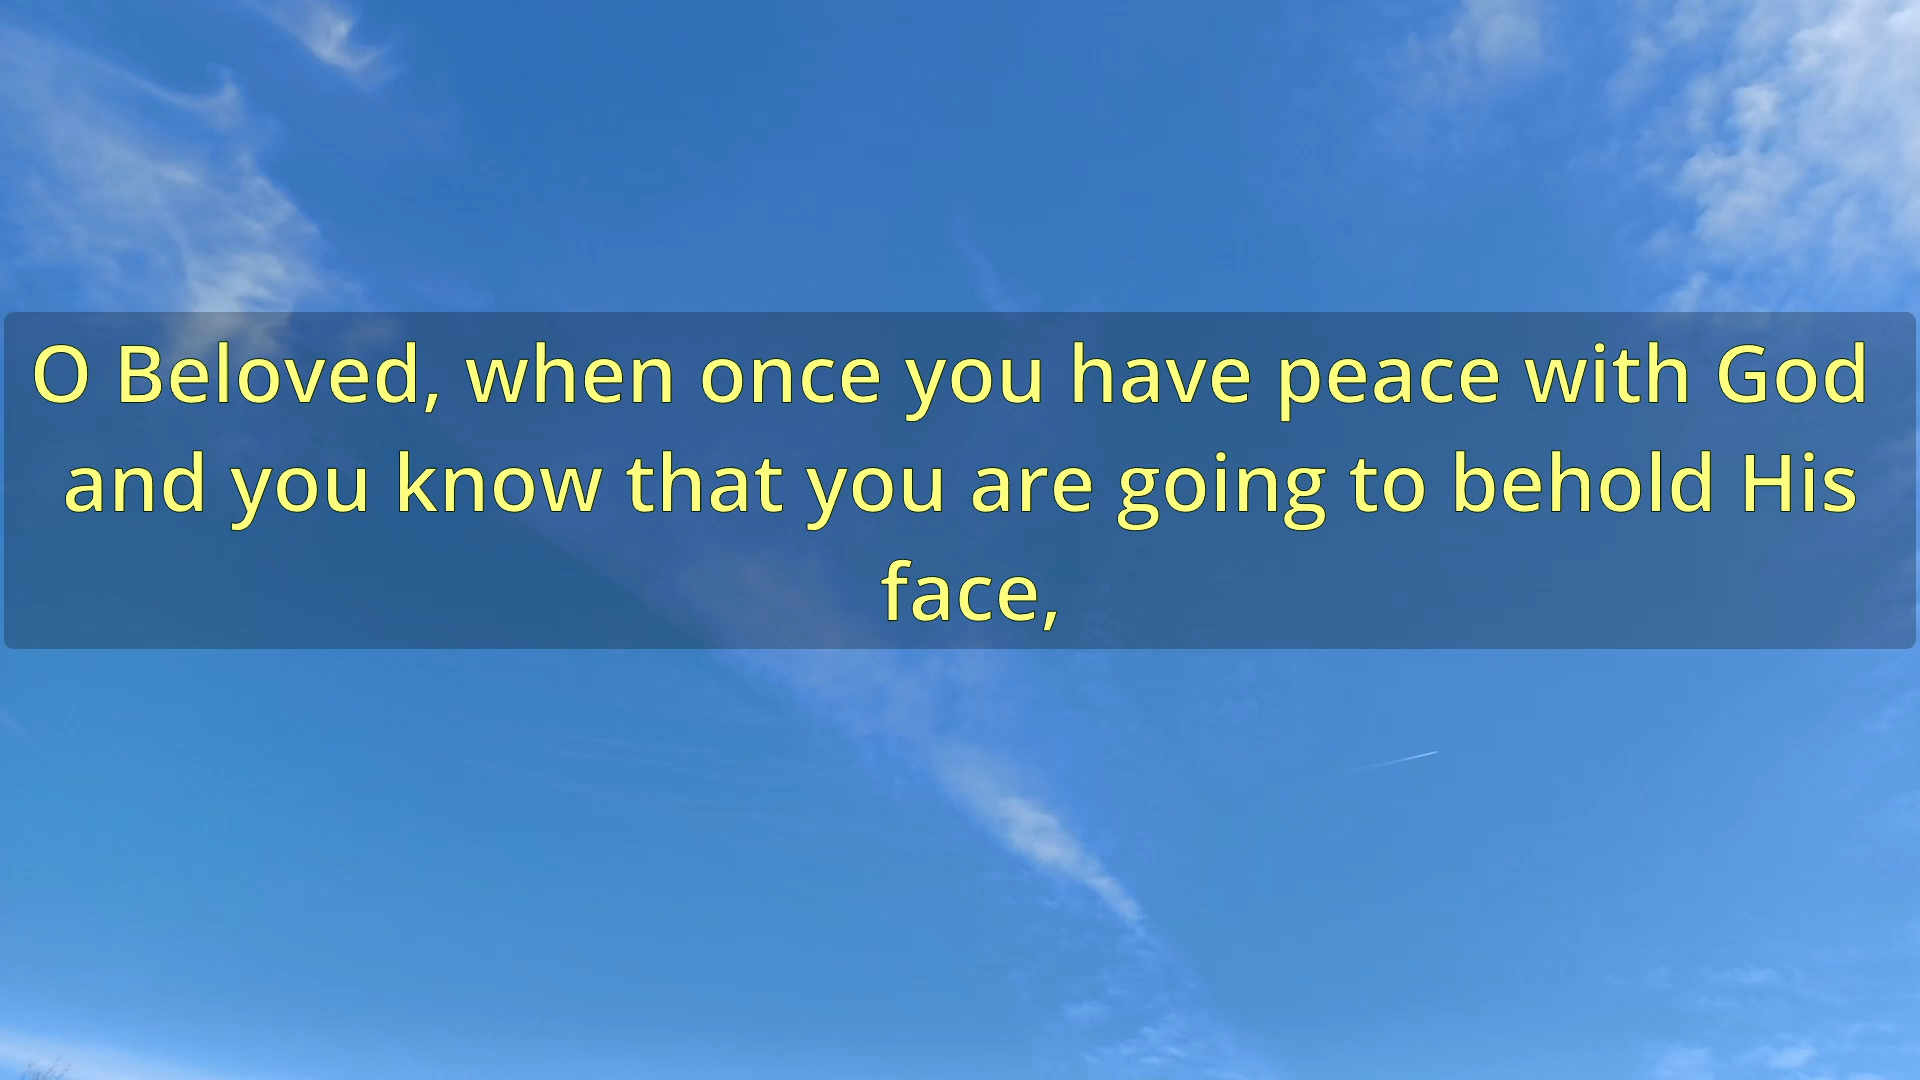 O Beloved, when once you have peace with God
and you know that you are going to behold His
face,